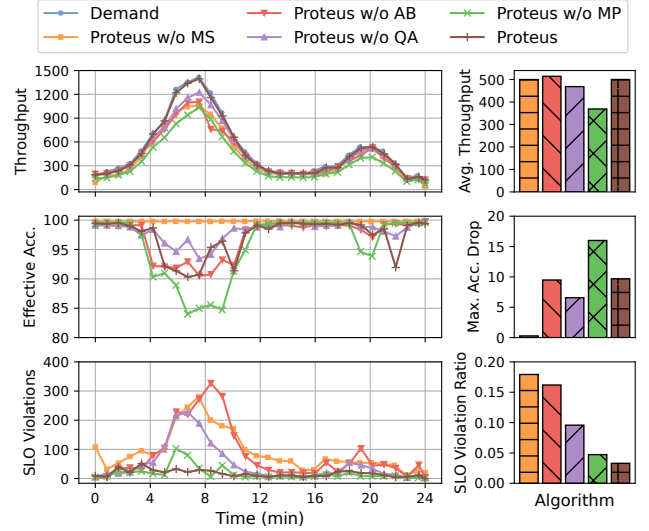 Demand
Proteus w/o AB
Proteus w/o MP
Proteus w/o MS
Proteus w/o QA
Proteus
Throughput
1500
1200
900
600
300
0
Avg. Throughput
500
400
300
200
100
0
Effective Acc.
100
95
90
85
80
Max. Acc. Drop
20
15
10
5
0
SLO Violations
400
300
200
100
0
0
4
8
12
16
20
24
Time (min)
SLO Violation Ratio
0.20
0.15
0.10
0.05
0.00
Algorithm